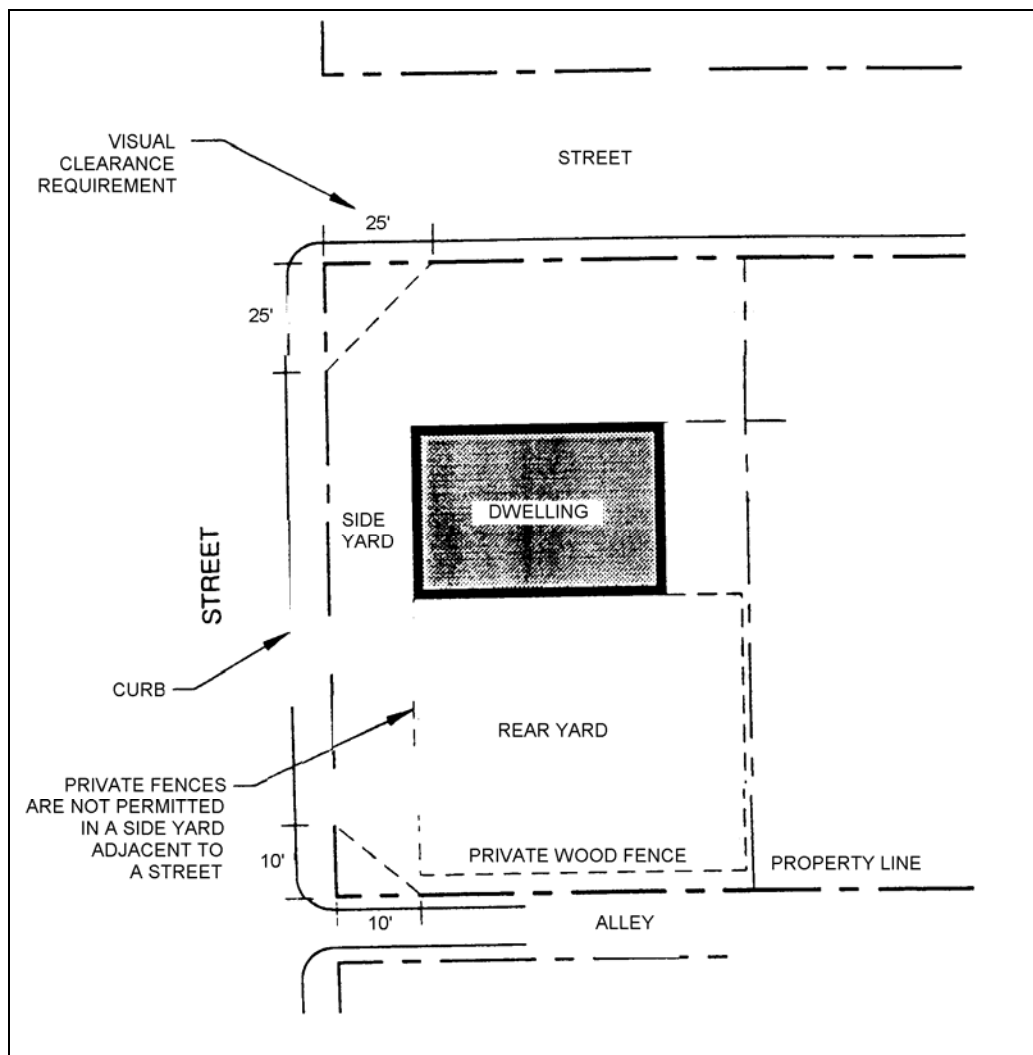 VISUAL
CLEARANCE
REQUIREMENT
STREET
25'
25'
SIDE
YARD
DWELLING
STREET
CURB
REAR YARD
PRIVATE FENCES
ARE NOT PERMITTED
IN A SIDE YARD
ADJACENT TO
A STREET
10'
PRIVATE WOOD FENCE
PROPERTY LINE
10'
ALLEY